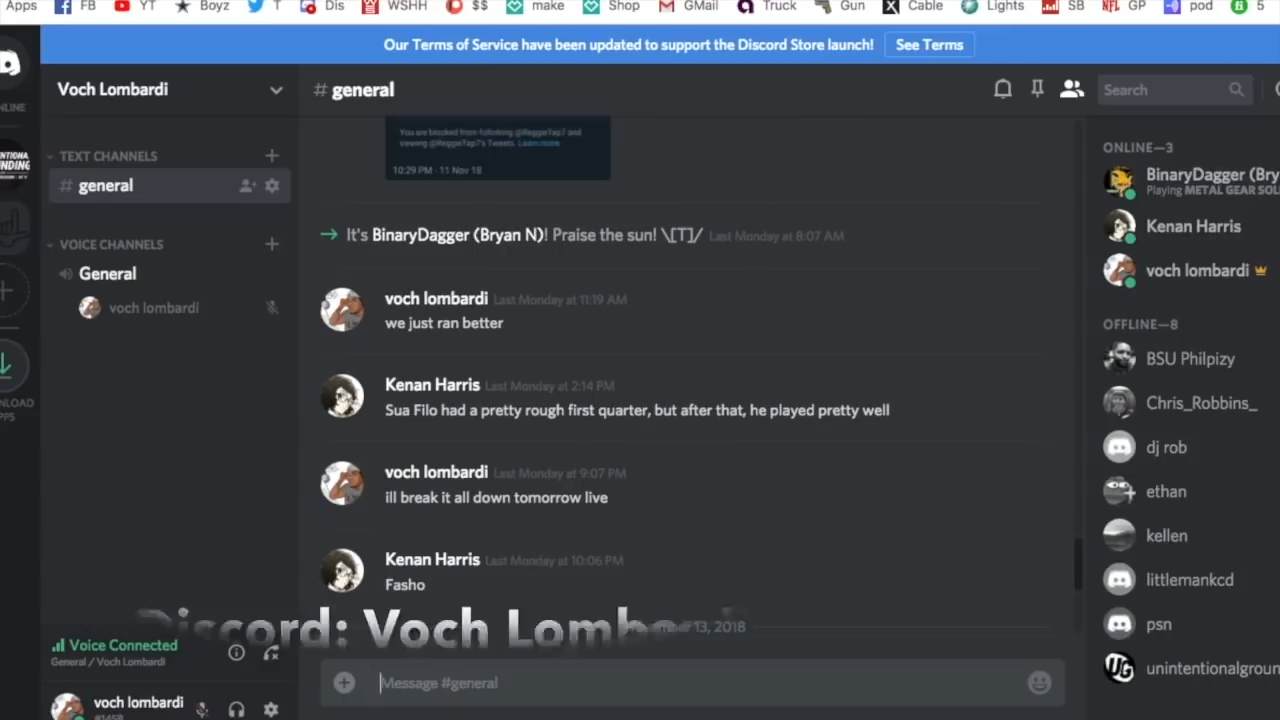 Apps FB YT Boyz T Dis WSHH $$ make Shop GMail Truck Gun Cable Lights SB GP pod 5
Our Terms of Service have been updated to support the Discord Store launch! See Terms
Voch Lombardi
# general
Search
TEXT CHANNELS
# general
VOICE CHANNELS
General
voch lombardi
You are blocked from following @ReggeTap7 and
viewing @ReggeTap7's Tweets. Learn more
10:29 PM · 11 Nov 18
It's BinaryDagger (Bryan N)! Praise the sun! \[T]/ Last Monday at 8:07 AM
voch lombardi Last Monday at 11:19 AM
we just ran better
Kenan Harris Last Monday at 2:14 PM
Sua Filo had a pretty rough first quarter, but after that, he played pretty well
voch lombardi Last Monday at 9:07 PM
ill break it all down tomorrow live
Kenan Harris Last Monday at 10:06 PM
Fasho
13, 2018
Discord: Voch Lomba
Message #general
Voice Connected
General / Voch Lombardi
voch lombardi
#1458
ONLINE—3
BinaryDagger (Bry
Playing METAL GEAR SOL
Kenan Harris
voch lombardi
OFFLINE—8
BSU Philpizy
Chris_Robbins_
dj rob
ethan
kellen
littlemankcd
psn
unintentionalgroun